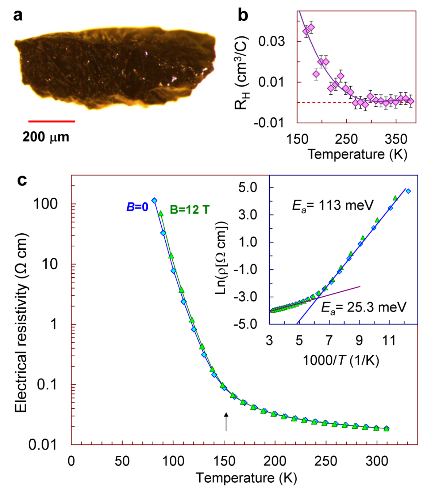 a
200 μm
b
0.03
0.01
-0.01
R_H (cm³/C)
150 250 350
Temperature (K)
c
100
10
1
0.1
0.01
Electrical resistivity (Ω cm)
B=0 B=12 T
0 50 100 150 200 250 300
Temperature (K)
5.0
3.0
1.0
-1.0
-3.0
-5.0
Ln(ρ[Ω cm])
E_a= 113 meV
E_a= 25.3 meV
3 5 7 9 11
1000/T (1/K)